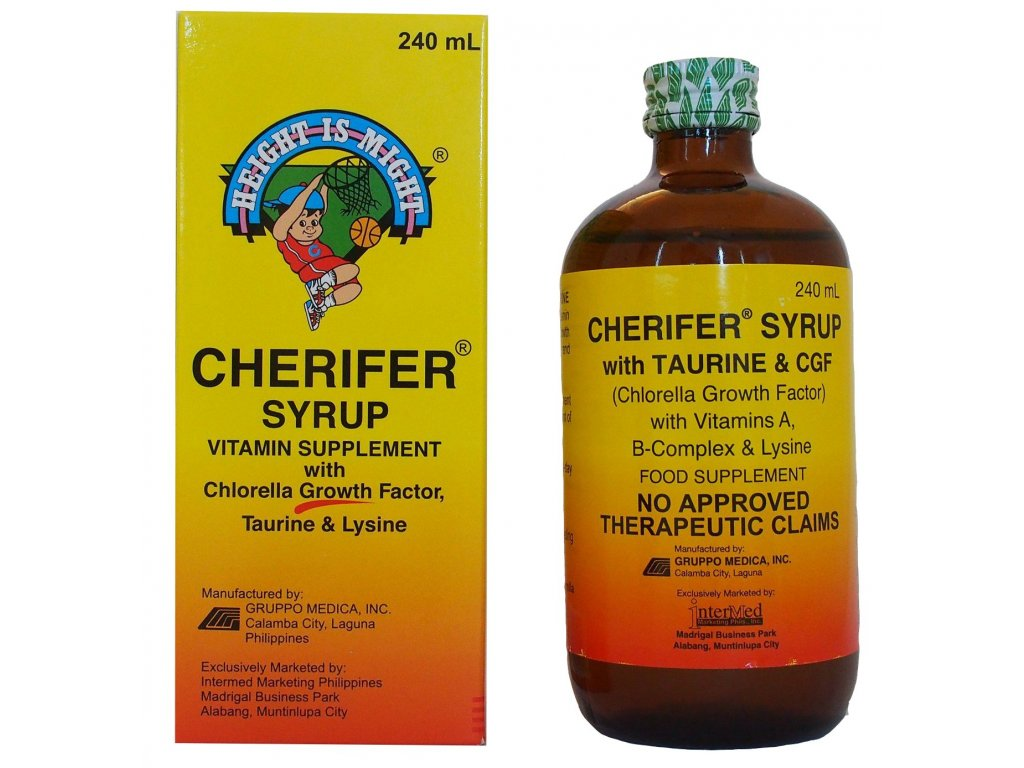 240 mL
HEIGHT IS MIGHT
®
CHERIFER®
SYRUP
VITAMIN SUPPLEMENT
with
Chlorella Growth Factor,
Taurine & Lysine
Manufactured by:
GRUPPO MEDICA, INC.
Calamba City, Laguna
Philippines
Exclusively Marketed by:
Intermed Marketing Philippines
Madrigal Business Park
Alabang, Muntinlupa City
240 mL
CHERIFER® SYRUP
with TAURINE & CGF
(Chlorella Growth Factor)
with Vitamins A,
B-Complex & Lysine
FOOD SUPPLEMENT
NO APPROVED
THERAPEUTIC CLAIMS
Manufactured by:
GRUPPO MEDICA, INC.
Calamba City, Laguna
Exclusively Marketed by:
interMed
Marketing Phils., Inc.
Madrigal Business Park
Alabang, Muntinlupa City